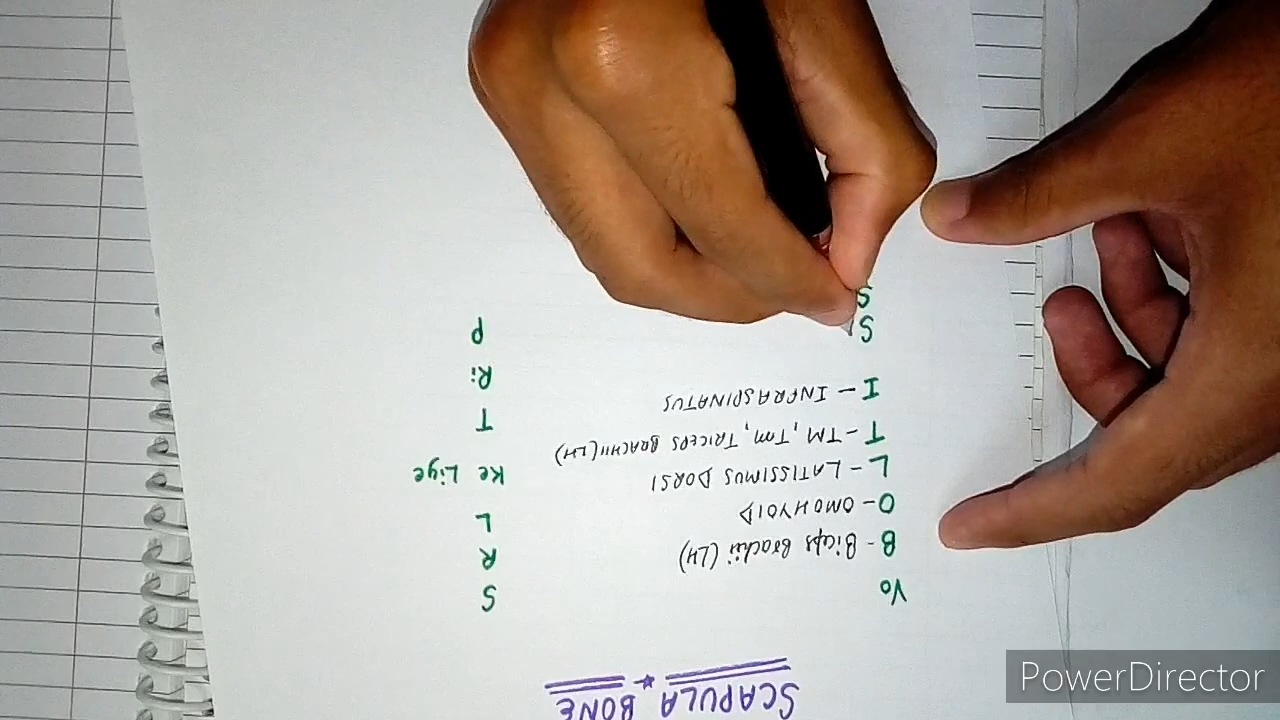 SCAPULA * BONE
Vo
B - Biceps Brachii (LH)
O - OMOHYOID
L - LATISSIMUS DORSI
T - TM, Tm, TRICEPS BRACHII (LH)
I - INFRASPINATUS
S
S
S
R
L
Ke Liye
T
Ri
P
PowerDirector